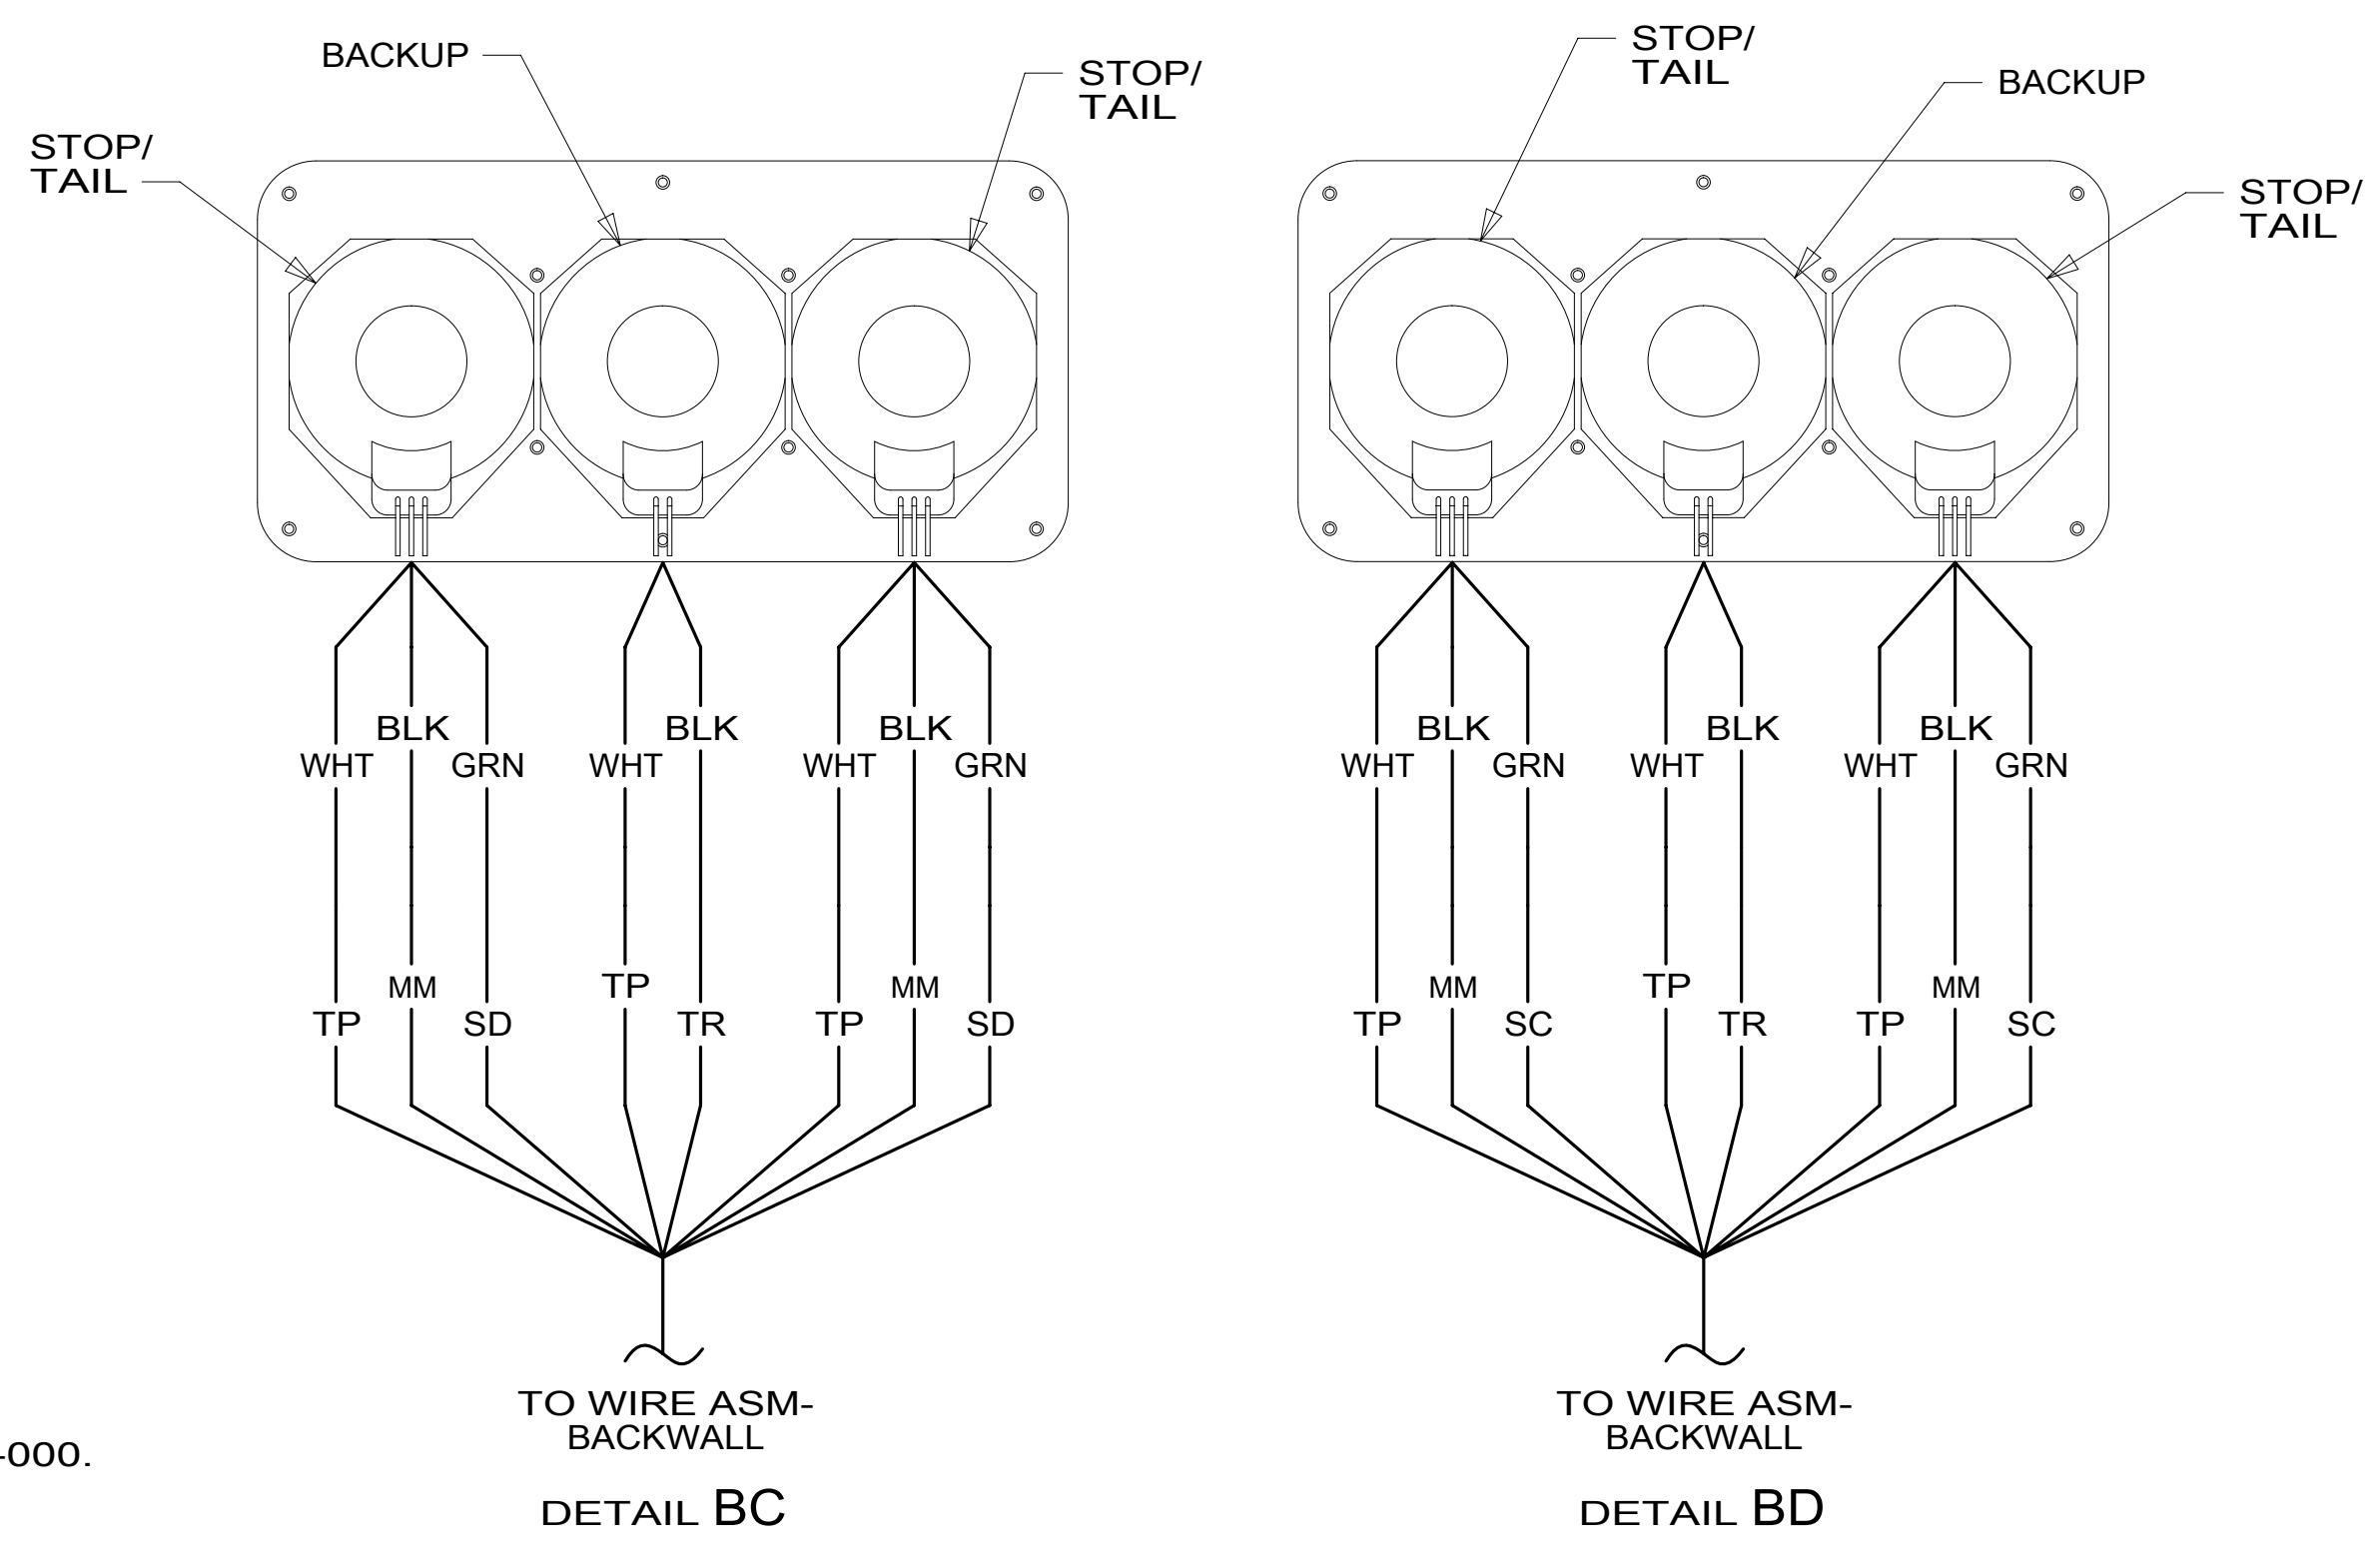 BACKUP
STOP/
TAIL
STOP/
TAIL
BLK BLK BLK
WHT GRN WHT WHT GRN
MM TP MM
TP SD TR TP SD
TO WIRE ASM-
BACKWALL
DETAIL BC
STOP/
TAIL
BACKUP
STOP/
TAIL
BLK BLK BLK
WHT GRN WHT WHT GRN
MM TP MM
TP SC TR TP SC
TO WIRE ASM-
BACKWALL
DETAIL BD
-000.